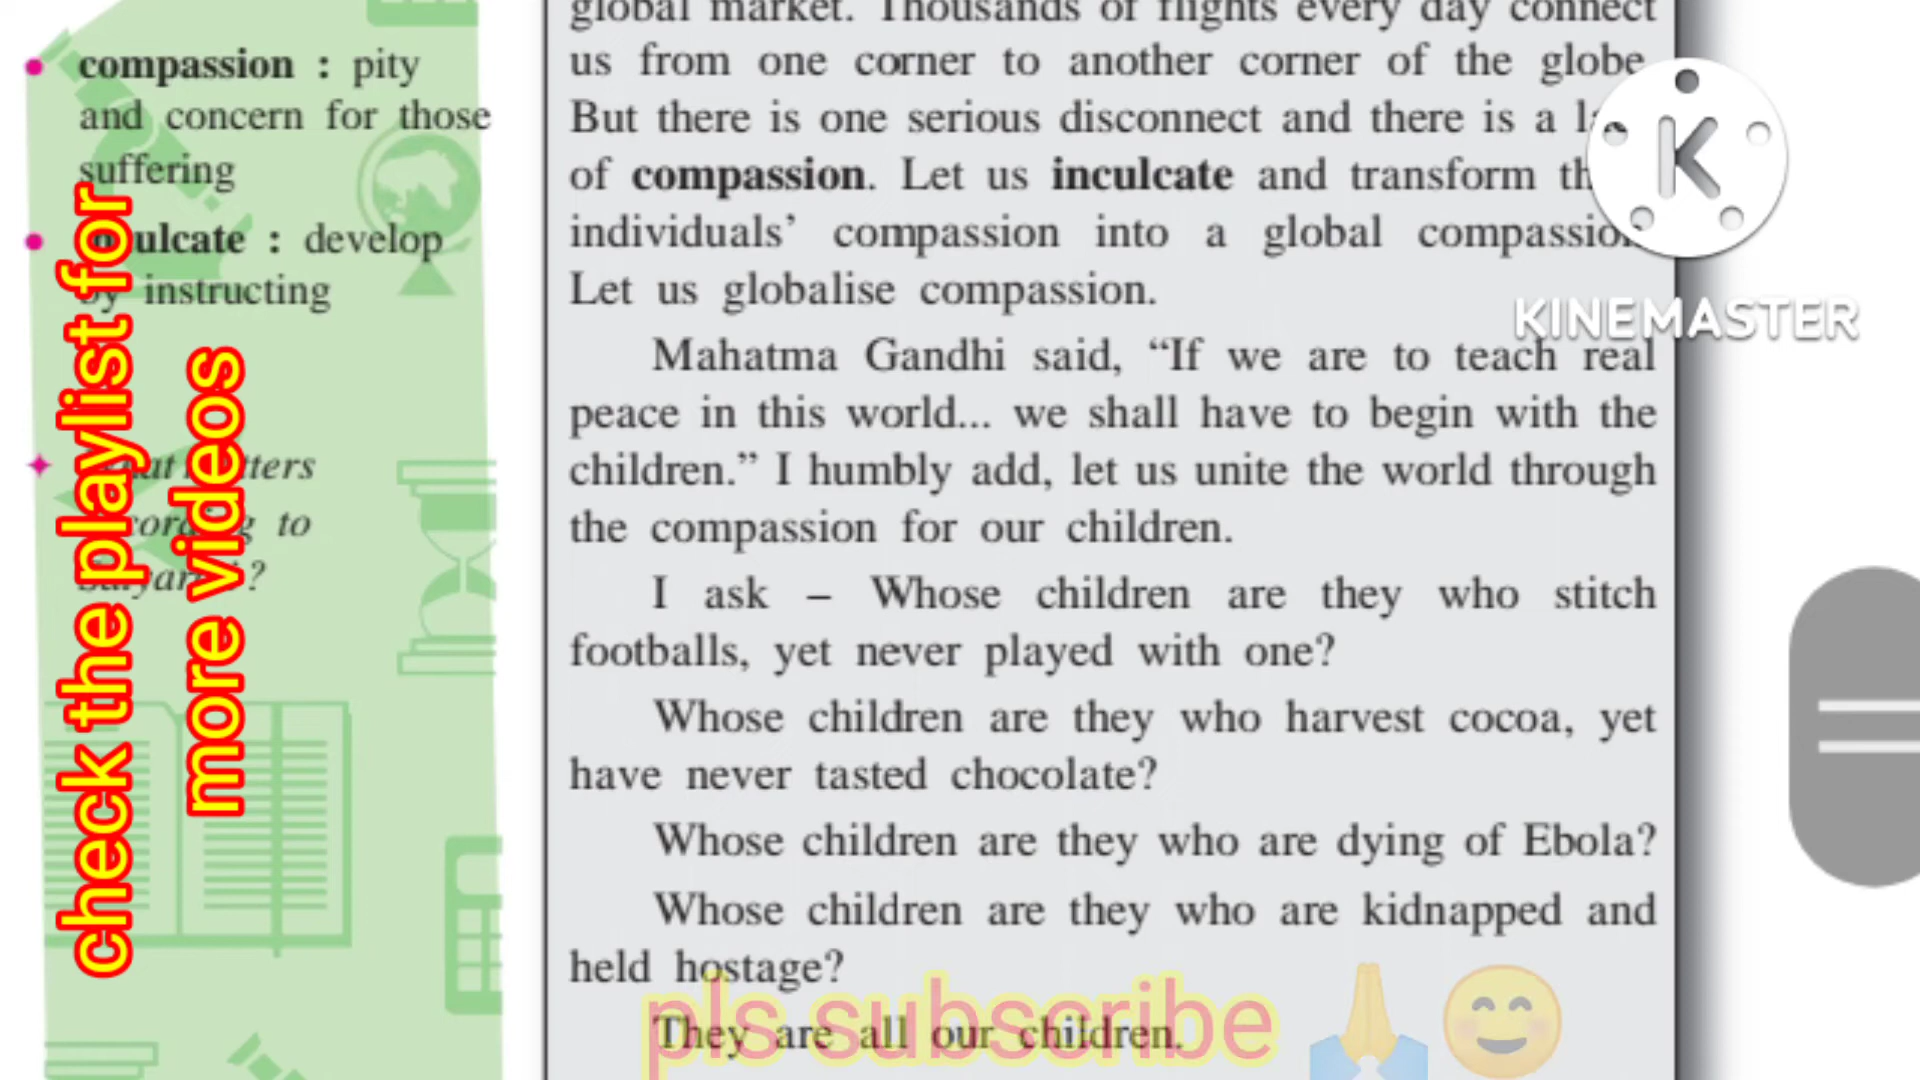 compassion : pity
and concern for those
suffering
ulcate : develop
by instructing
to
check the playlist for
more videos
global market. Thousands of flights every day connect
us from one corner to another corner of the globe
But there is one serious disconnect and there is a
of compassion. Let us inculcate and transform
individuals’ compassion into a global compassion
Let us globalise compassion.
Mahatma Gandhi said, “If we are to teach real
peace in this world... we shall have to begin with the
children.” I humbly add, let us unite the world through
the compassion for our children.
I ask – Whose children are they who stitch
footballs, yet never played with one?
Whose children are they who harvest cocoa, yet
have never tasted chocolate?
Whose children are they who are dying of Ebola?
Whose children are they who are kidnapped and
held hostage?
They are all our children.
pls subscribe
K
KINEMASTER